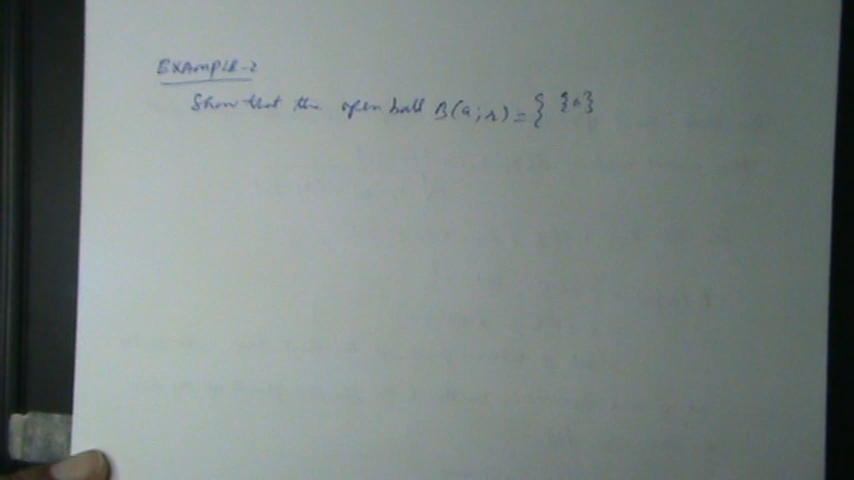 EXAMPLE-2
Show that the open ball B(a;r) = { {a}